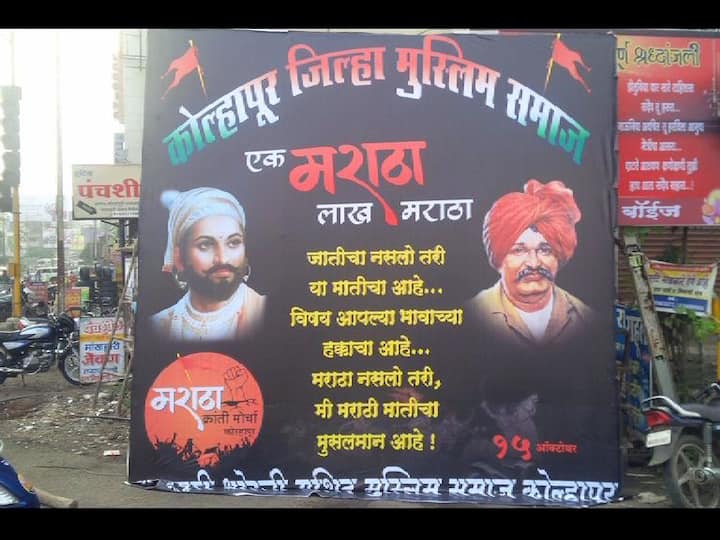 कोल्हापूर जिल्हा मुस्लिम समाज
एक मराठा
लाख मराठा
जातीचा नसलो तरी
या मातीचा आहे...
विषय आपल्या भावाच्या
हक्काचा आहे...
मराठा नसलो तरी,
मी मराठी मातीचा
मुसलमान आहे !
मराठा
क्रांती मोर्चा
कोल्हापूर
१५ ऑक्टोबर
मुस्लिम समाज कोल्हापूर
पंचशी
मांसाहारी
जेवण
श्रध्दांजली
बॉईज